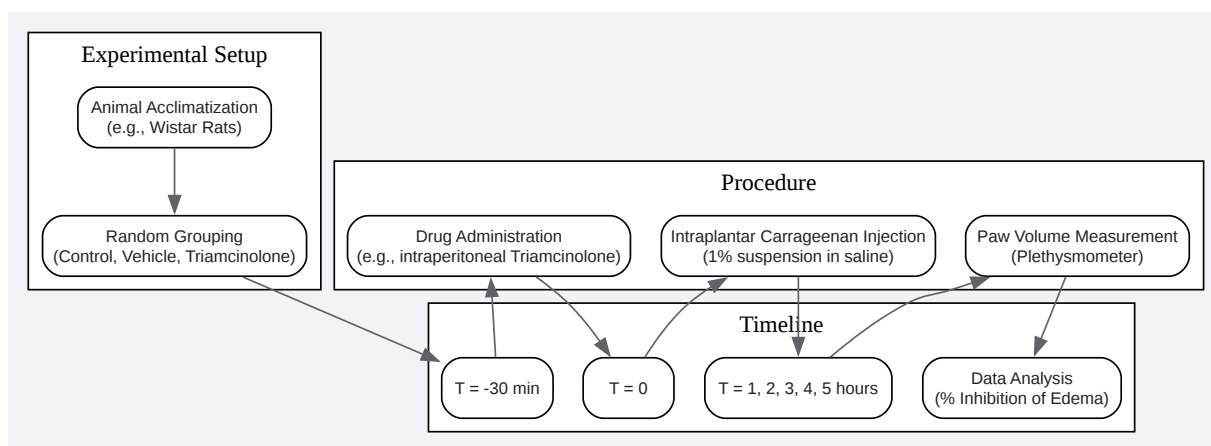 Experimental Setup
Animal Acclimatization
(e.g., Wistar Rats)
Random Grouping
(Control, Vehicle, Triamcinolone)
Procedure
Drug Administration
(e.g., intraperitoneal Triamcinolone)
Intraplantar Carrageenan Injection
(1% suspension in saline)
Paw Volume Measurement
(Plethysmometer)
Timeline
T = -30 min
T = 0
T = 1, 2, 3, 4, 5 hours
Data Analysis
(% Inhibition of Edema)